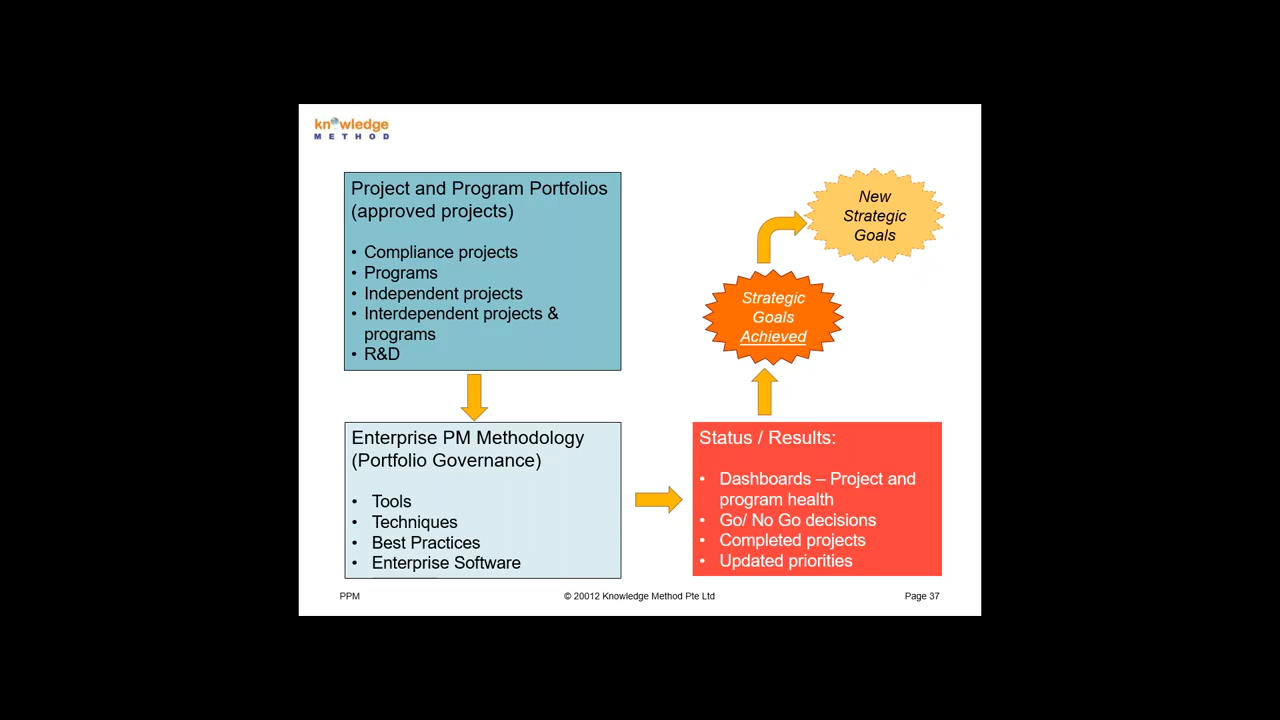 knowledge
METHOD
Project and Program Portfolios
(approved projects)
• Compliance projects
• Programs
• Independent projects
• Interdependent projects &
programs
• R&D
New
Strategic
Goals
Strategic
Goals
Achieved
Enterprise PM Methodology
(Portfolio Governance)
• Tools
• Techniques
• Best Practices
• Enterprise Software
Status / Results:
• Dashboards – Project and
program health
• Go/ No Go decisions
• Completed projects
• Updated priorities
PPM
© 20012 Knowledge Method Pte Ltd
Page 37